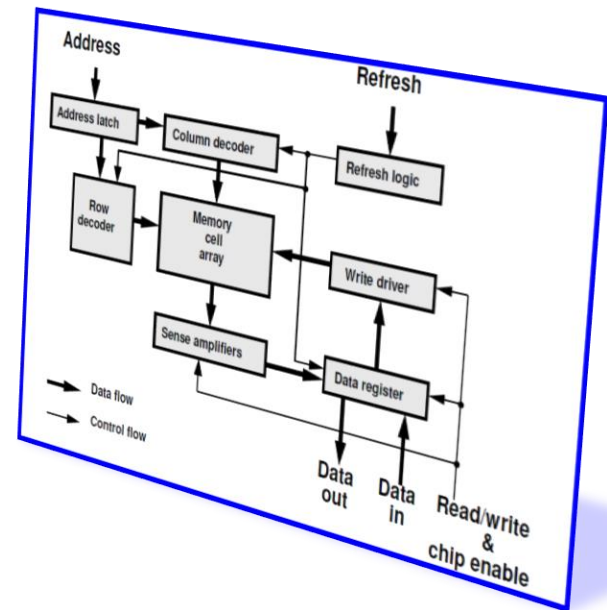 Address
Refresh
Address latch
Column decoder
Refresh logic
Row
decoder
Memory
cell
array
Write driver
Sense amplifiers
Data register
Data flow
Control flow
Data
out
Data
in
Read/write
&
chip enable